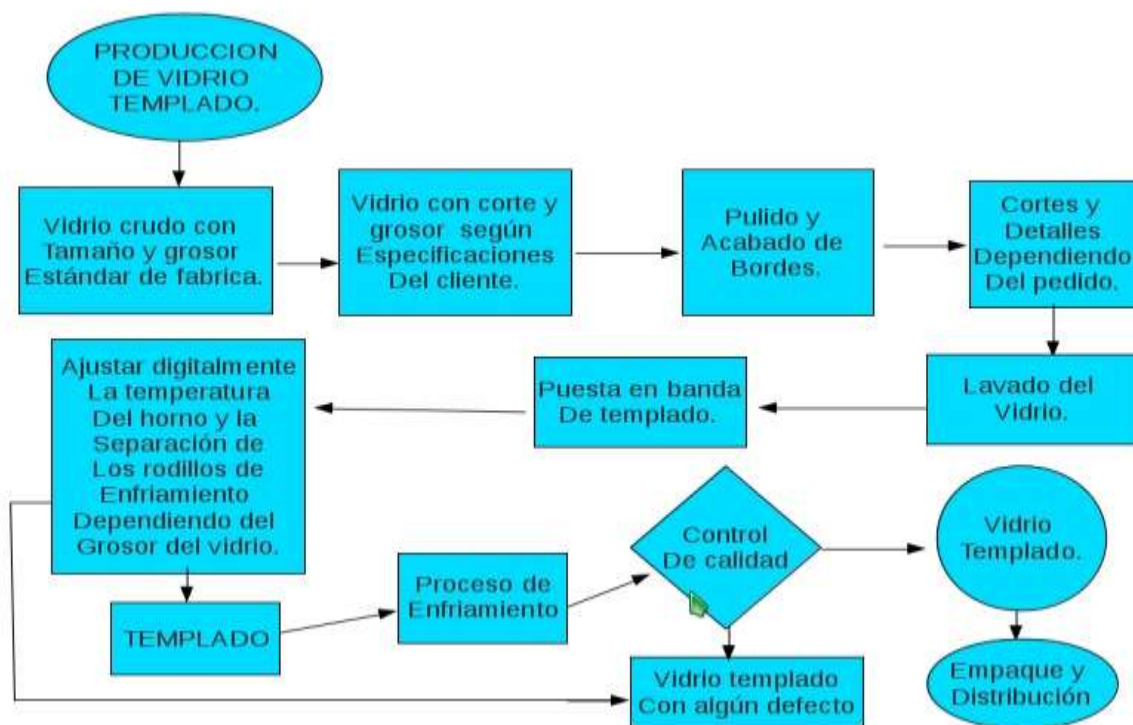 PRODUCCION
DE VIDRIO
TEMPLADO.
Vidrio crudo con
Tamaño y grosor
Estándar de fabrica.
Vidrio con corte y
grosor según
Especificaciones
Del cliente.
Pulido y
Acabado de
Bordes.
Cortes y
Detalles
Dependiendo
Del pedido.
Lavado del
Vidrio.
Puesta en banda
De templado.
Ajustar digitalmente
La temperatura
Del horno y la
Separación de
Los rodillos de
Enfriamiento
Dependiendo del
Grosor del vidrio.
TEMPLADO
Proceso de
Enfriamiento
Control
De calidad
Vidrio templado
Con algún defecto
Vidrio
Templado.
Empaque y
Distribución